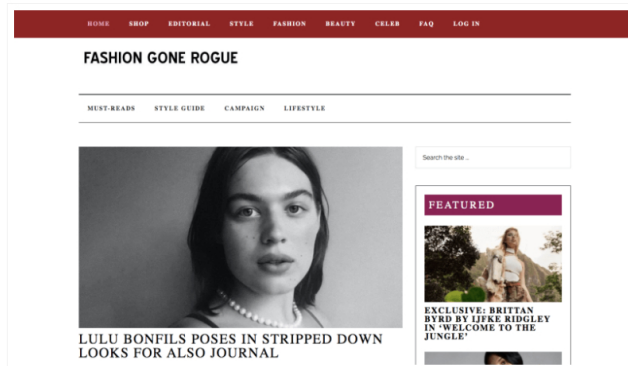 HOME SHOP EDITORIAL STYLE FASHION BEAUTY CELEB FAQ LOG IN
FASHION GONE ROGUE
MUST-READS STYLE GUIDE CAMPAIGN LIFESTYLE
Search the site ...
FEATURED
EXCLUSIVE: BRITTAN
BYRD BY IJFKE RIDGLEY
IN ‘WELCOME TO THE
JUNGLE’
LULU BONFILS POSES IN STRIPPED DOWN
LOOKS FOR ALSO JOURNAL